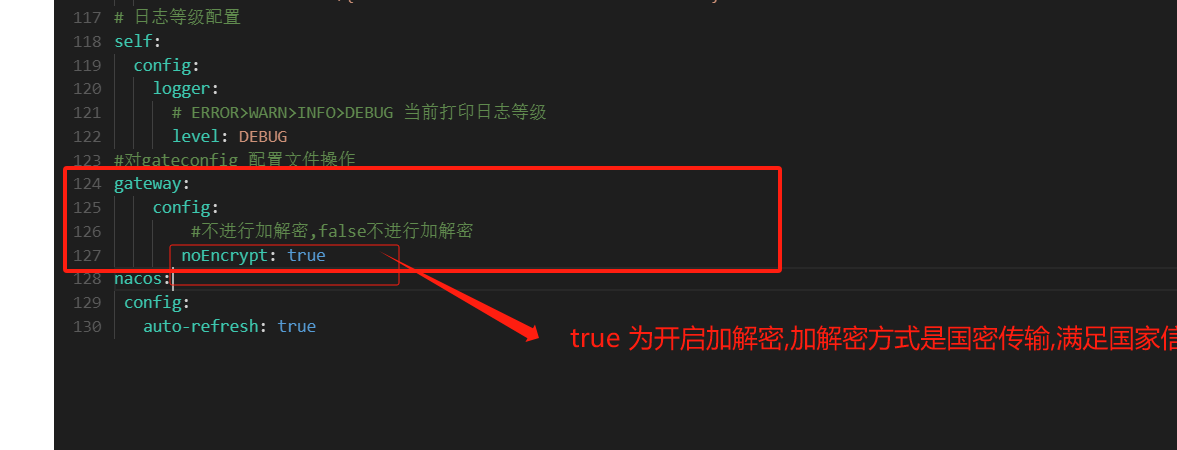 117 # 日志等级配置
118 self:
119 config:
120 logger:
121 # ERROR>WARN>INFO>DEBUG 当前打印日志等级
122 level: DEBUG
123 #对gateconfig 配置文件操作
124 gateway:
125 config:
126 #不进行加解密,false不进行加解密
127 noEncrypt: true
128 nacos:
129 config:
130 auto-refresh: true
true 为开启加解密,加解密方式是国密传输,满足国家信